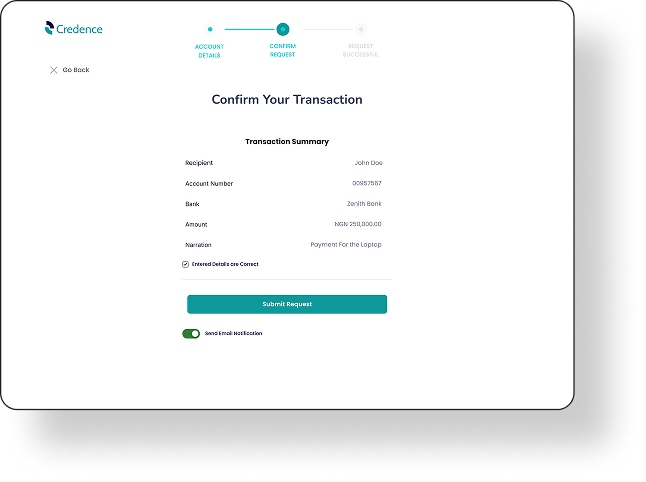 Credence
ACCOUNT
DETAILS
CONFIRM
REQUEST
REQUEST
SUCCESSFUL
Go Back
Confirm Your Transaction
Transaction Summary
Recipient John Doe
Account Number 00957567
Bank Zenith Bank
Amount NGN 250,000.00
Narration Payment For the Laptop
Entered Details are Correct
Submit Request
Send Email Notification